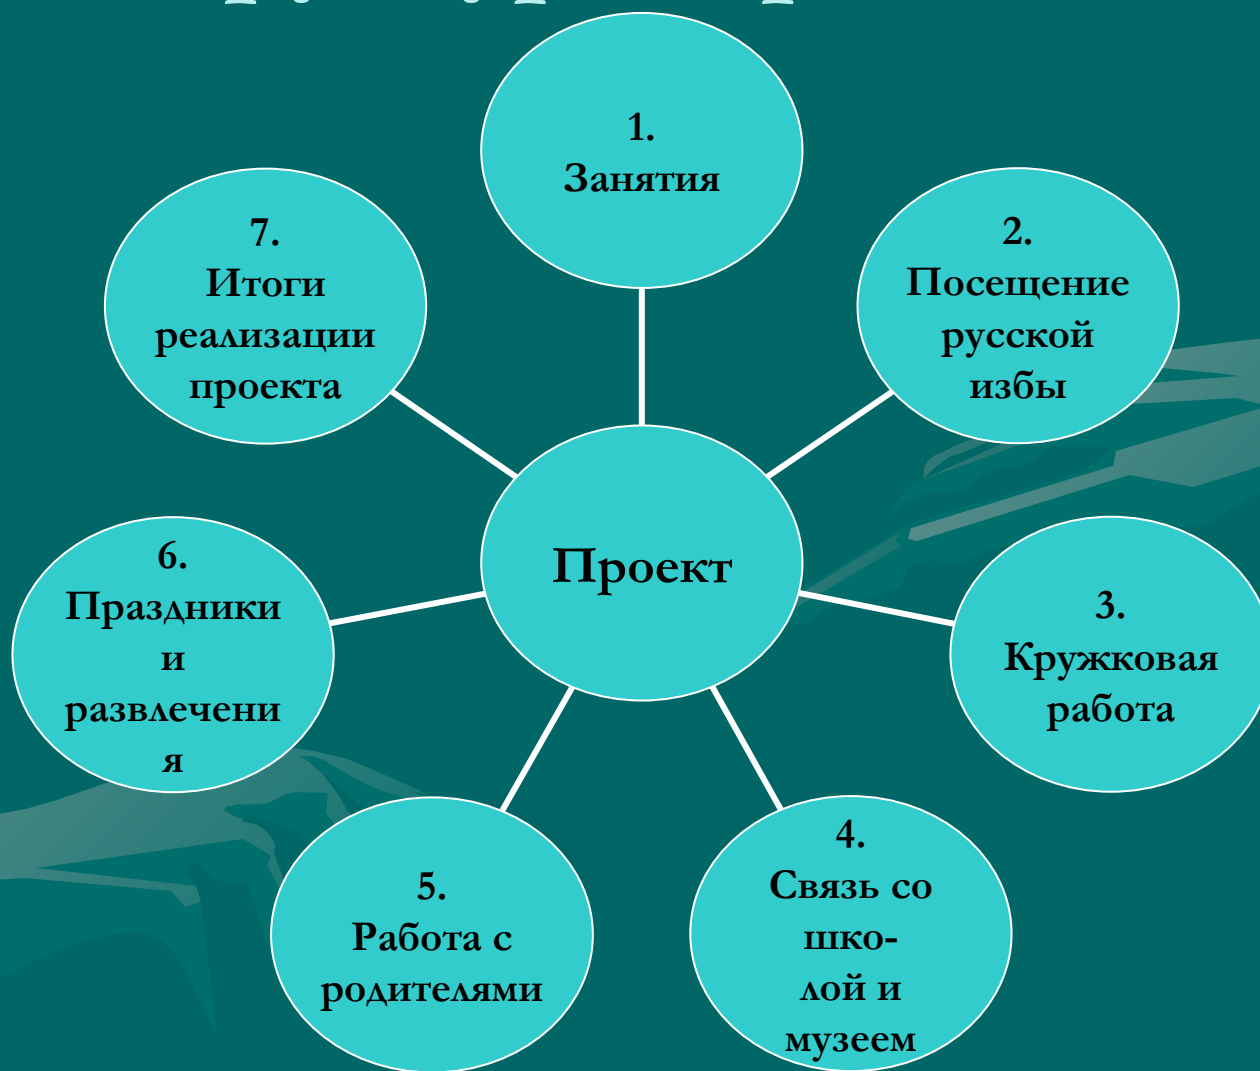 1.
Занятия
2.
Посещение
русской
избы
3.
Кружковая
работа
4.
Связь со
шко-
лой и
музеем
5.
Работа с
родителями
6.
Праздники
и
развлечени
я
7.
Итоги
реализации
проекта
Проект